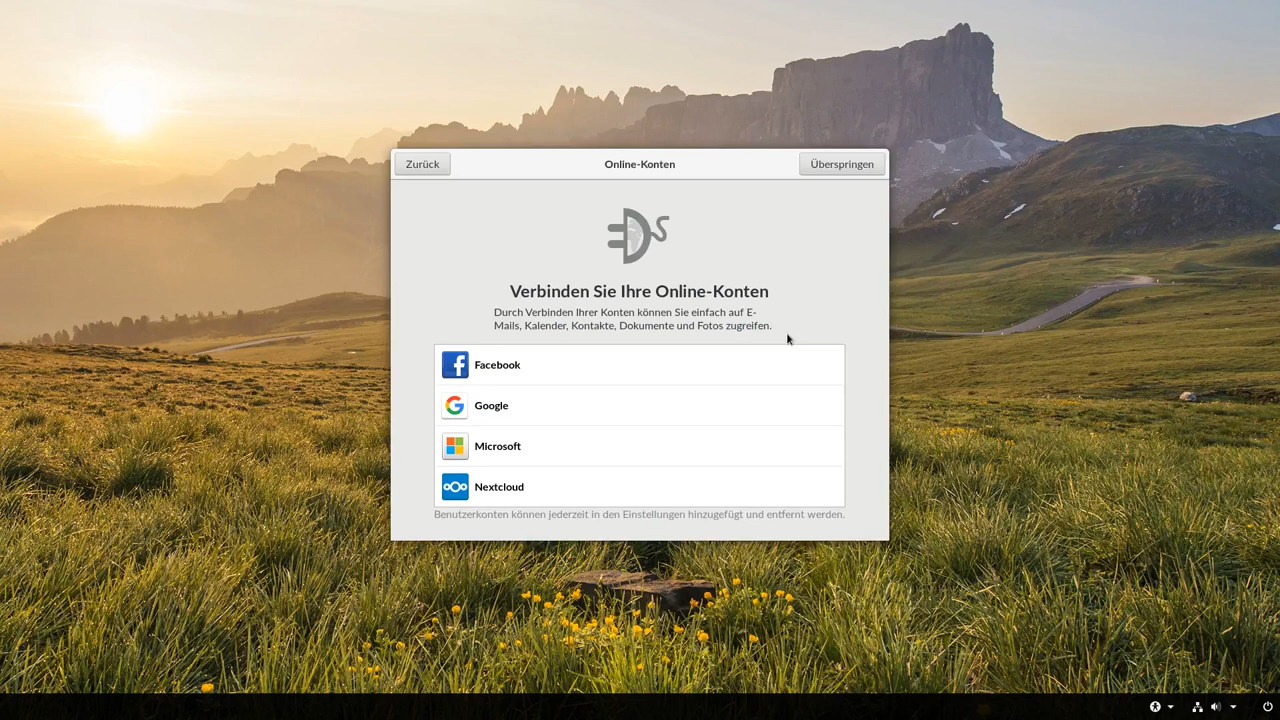 Zurück
Online-Konten
Überspringen
Verbinden Sie Ihre Online-Konten
Durch Verbinden Ihrer Konten können Sie einfach auf E-
Mails, Kalender, Kontakte, Dokumente und Fotos zugreifen.
Facebook
Google
Microsoft
Nextcloud
Benutzerkonten können jederzeit in den Einstellungen hinzugefügt und entfernt werden.